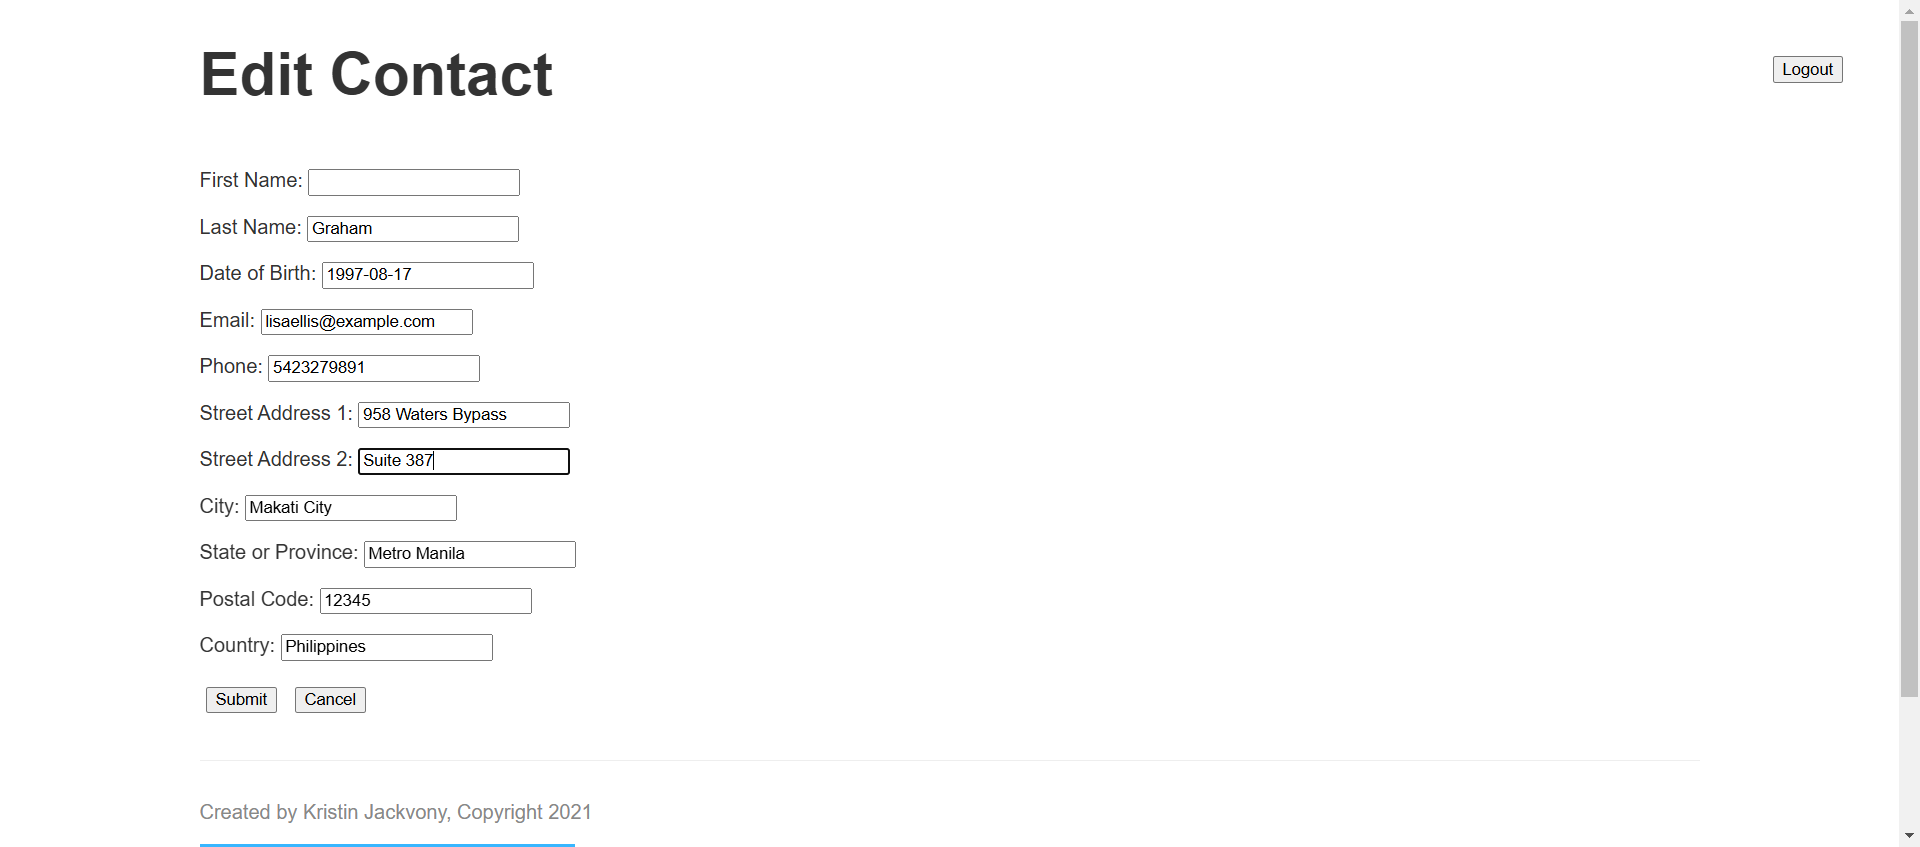 Edit Contact
Logout
First Name:
Last Name: Graham
Date of Birth: 1997-08-17
Email: lisaellis@example.com
Phone: 5423279891
Street Address 1: 958 Waters Bypass
Street Address 2: Suite 387
City: Makati City
State or Province: Metro Manila
Postal Code: 12345
Country: Philippines
Submit Cancel
Created by Kristin Jackvony, Copyright 2021